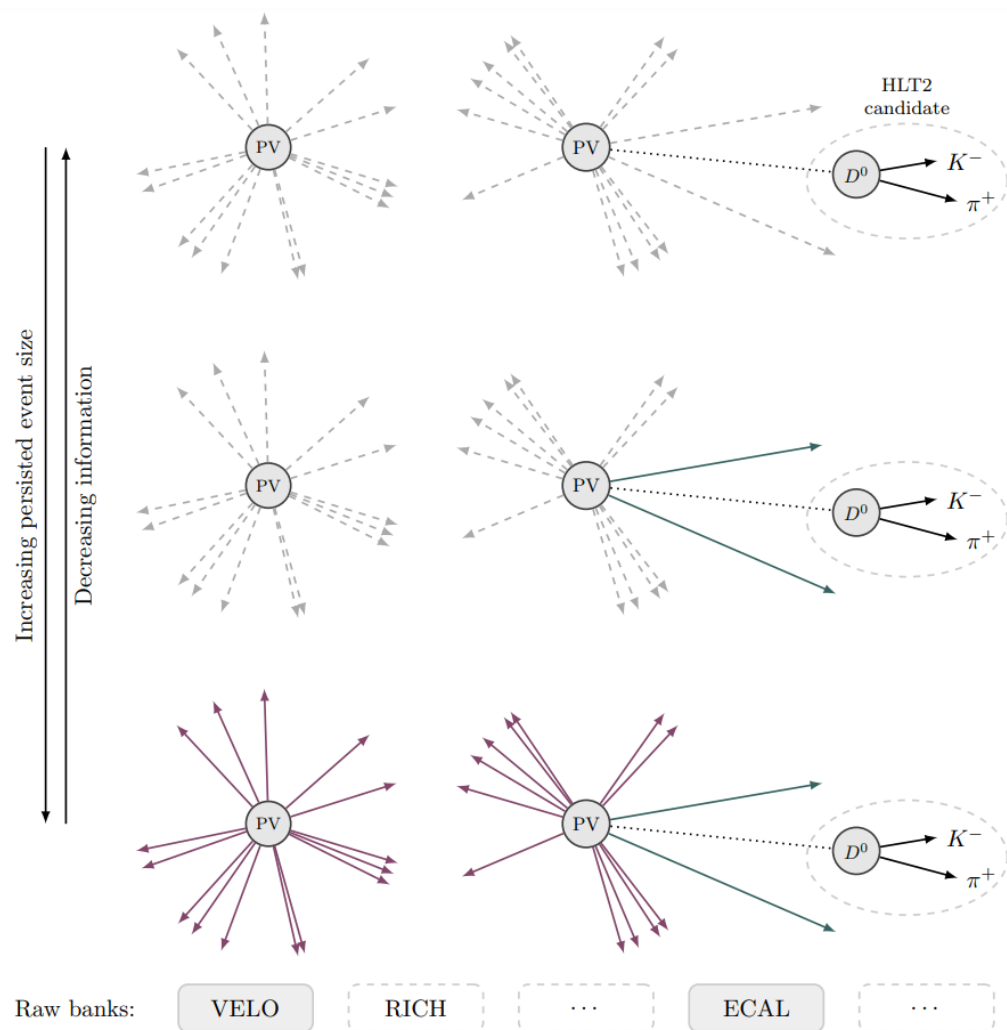 HLT2
candidate
PV
PV
D⁰
K⁻
π⁺
Increasing persisted event size
Decreasing information
PV
PV
D⁰
K⁻
π⁺
PV
PV
D⁰
K⁻
π⁺
Raw banks: VELO RICH ··· ECAL ···